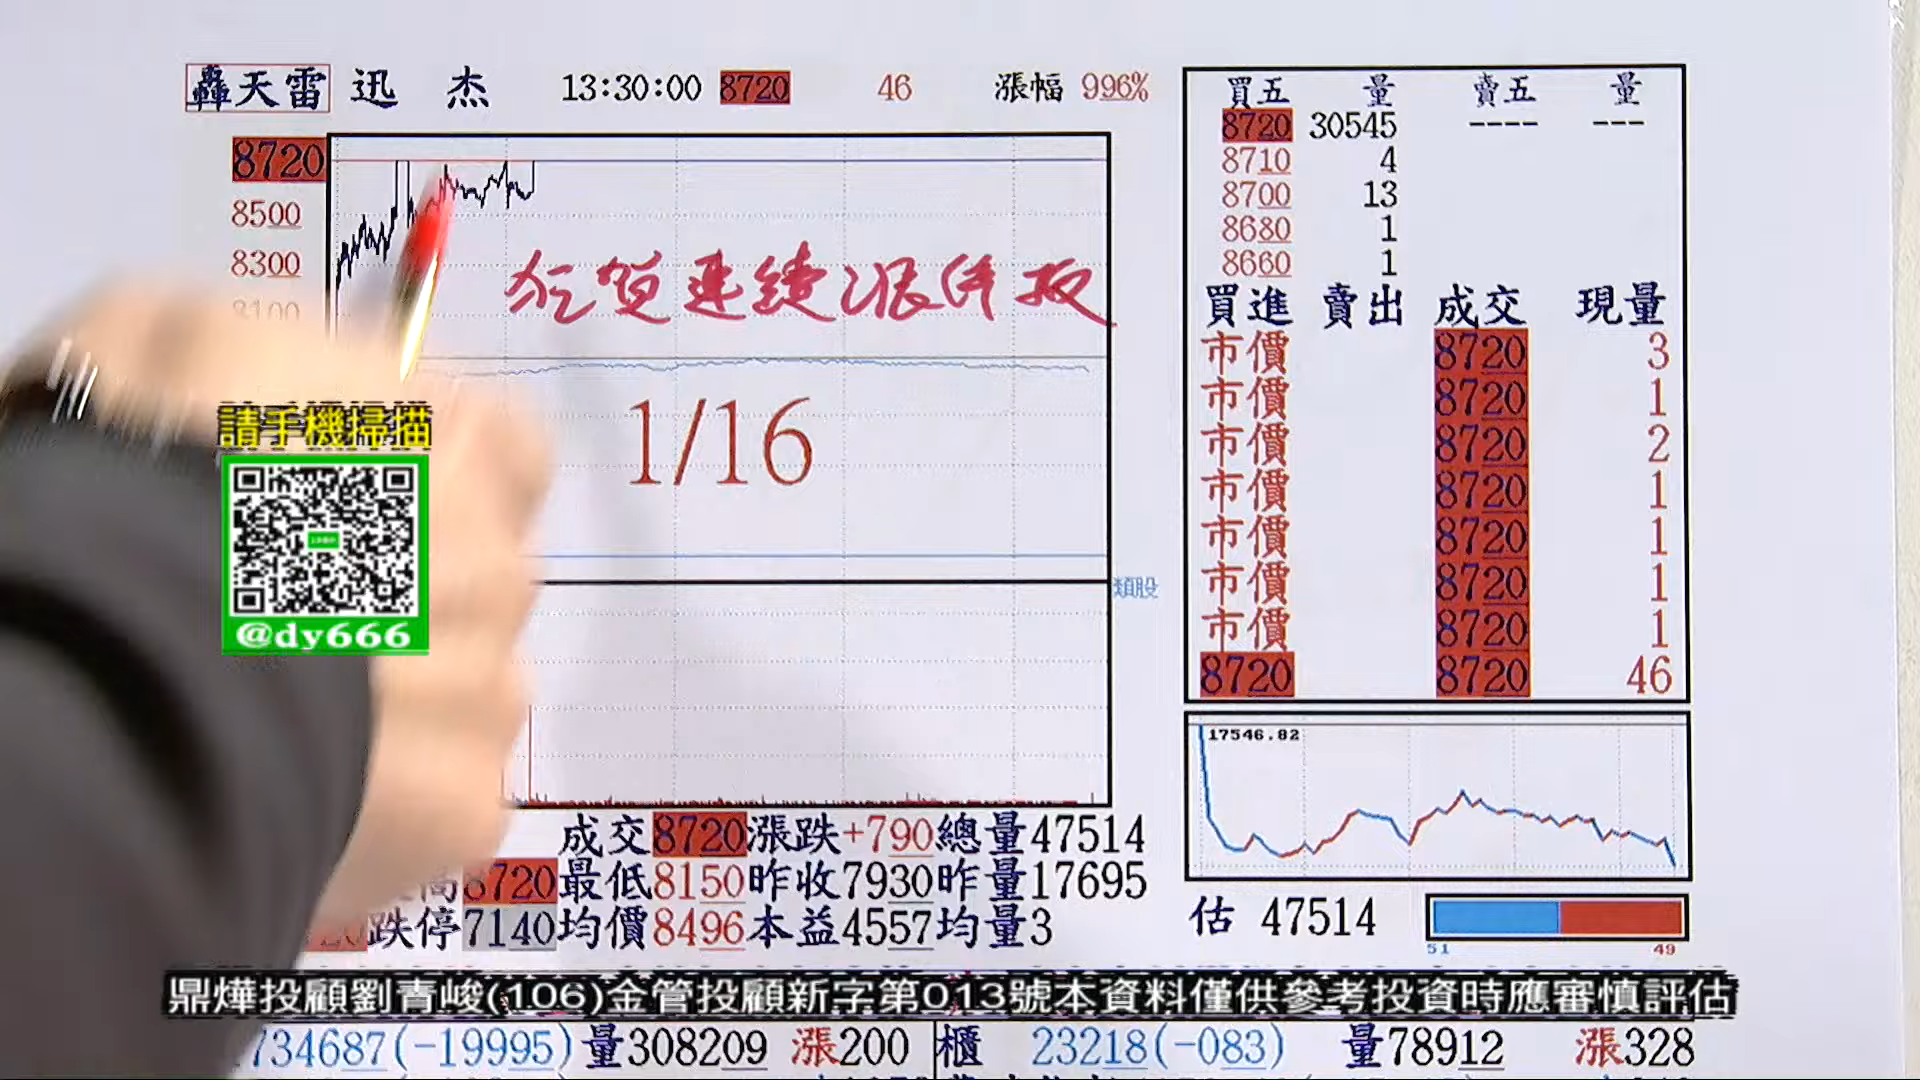 轟天雷 迅 杰 13:30:00 8720 46 漲幅 996%
8720
8500
8300
8100
狂賀連續漲停板
1/16
類股
買五 量 賣五 量
8720 30545 ---- ---
8710 4
8700 13
8680 1
8660 1
買進 賣出 成交 現量
市價 8720 3
市價 8720 1
市價 8720 2
市價 8720 1
市價 8720 1
市價 8720 1
市價 8720 1
8720 8720 46
17546.82
估 47514
51 49
請手機掃描
@dy666
成交8720漲跌+790總量47514
高8720最低8150昨收7930昨量17695
跌停7140均價8496本益4557均量3
鼎燁投顧劉青峻(106)金管投顧新字第013號本資料僅供參考投資時應審慎評估
734687(-19995)量308209 漲200 櫃 23218(-083) 量78912 漲328